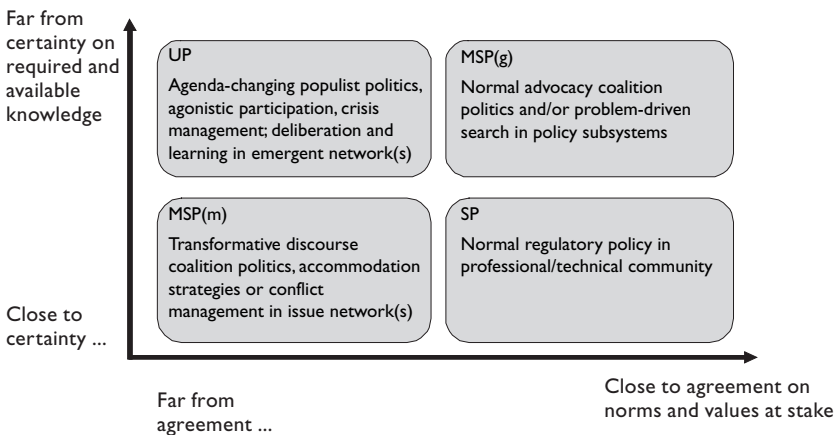 Far from
certainty on
required and
available
knowledge
UP
Agenda-changing populist politics,
agonistic participation, crisis
management; deliberation and
learning in emergent network(s)
MSP(g)
Normal advocacy coalition
politics and/or problem-driven
search in policy subsystems
MSP(m)
Transformative discourse
coalition politics, accommodation
strategies or conflict
management in issue network(s)
SP
Normal regulatory policy in
professional/technical community
Close to
certainty ...
Far from
agreement ...
Close to agreement on
norms and values at stake